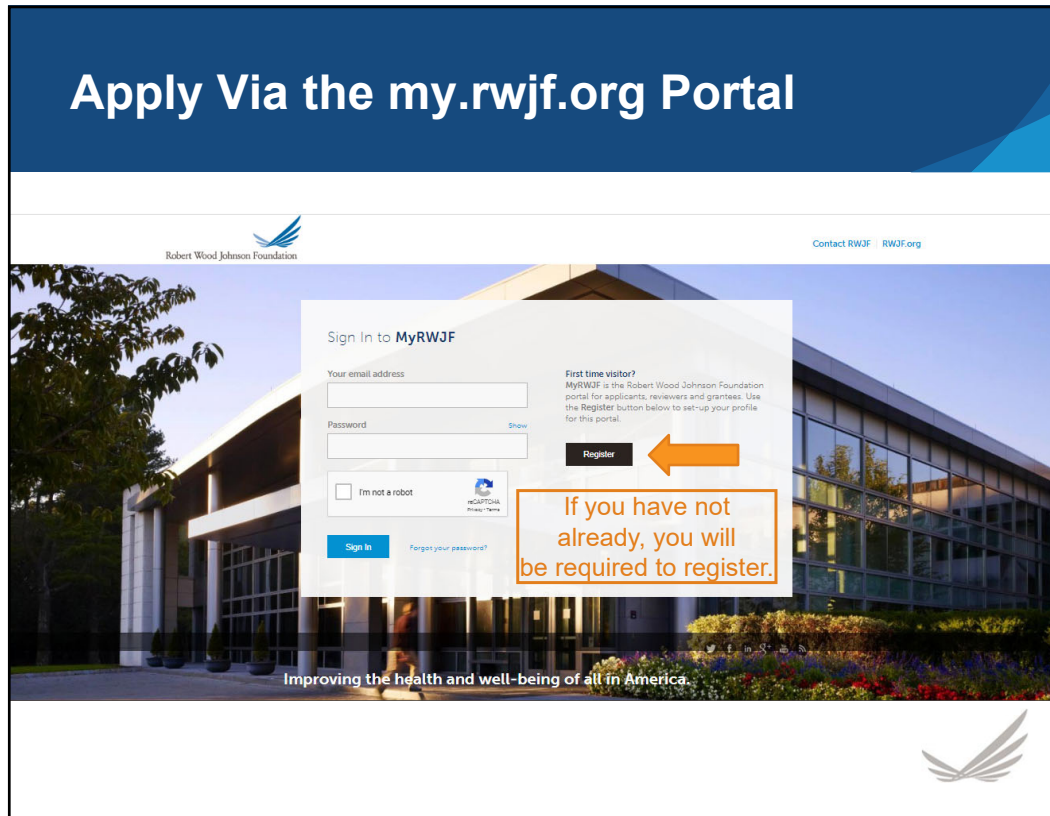 Apply Via the my.rwjf.org Portal
Robert Wood Johnson Foundation
Contact RWJF | RWJF.org
Sign In to MyRWJF
Your email address
Password
Show
I'm not a robot
reCAPTCHA
Privacy - Terms
Sign In
Forgot your password?
First time visitor?
MyRWJF is the Robert Wood Johnson Foundation
portal for applicants, reviewers and grantees. Use
the Register button below to set-up your profile
for this portal.
Register
If you have not
already, you will
be required to register.
Improving the health and well-being of all in America.